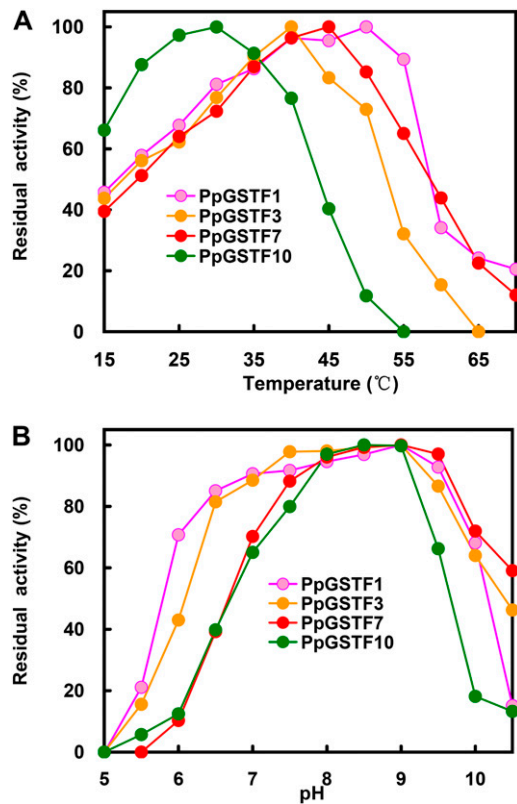 A
Residual activity (%)
100
80
60
40
20
0
PpGSTF1
PpGSTF3
PpGSTF7
PpGSTF10
15 25 35 45 55 65
Temperature (℃)
B
Residual activity (%)
100
80
60
40
20
0
PpGSTF1
PpGSTF3
PpGSTF7
PpGSTF10
5 6 7 8 9 10
pH